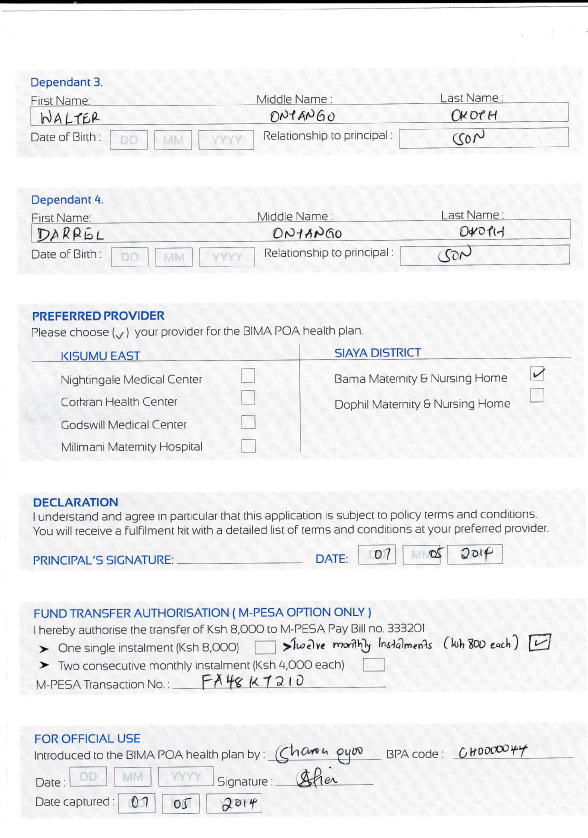 Dependant 3.
First Name: Middle Name : Last Name :
WALTER ONYANGO OKOTH
Date of Birth : DD MM YYYY Relationship to principal : SON
Dependant 4.
First Name: Middle Name : Last Name :
DARREL ONYANGO OKOTH
Date of Birth : DD MM YYYY Relationship to principal : SON
PREFERRED PROVIDER
Please choose (✓) your provider for the BIMA POA health plan.
KISUMU EAST SIAYA DISTRICT
Nightingale Medical Center Bama Maternity & Nursing Home ✓
Corkran Health Center Dophil Maternity & Nursing Home
Godswill Medical Center
Milimani Maternity Hospital
DECLARATION
I understand and agree in particular that this application is subject to policy terms and conditions.
You will receive a fulfilment kit with a detailed list of terms and conditions at your preferred provider.
PRINCIPAL'S SIGNATURE: DATE: 07 05 2014
FUND TRANSFER AUTHORISATION ( M-PESA OPTION ONLY )
I hereby authorise the transfer of Ksh 8,000 to M-PESA Pay Bill no. 333201
➤ One single instalment (Ksh 8,000) >twelve monthly Instalments (ksh 800 each) ✓
➤ Two consecutive monthly instalment (Ksh 4,000 each)
M-PESA Transaction No. : FX48K7210
FOR OFFICIAL USE
Introduced to the BIMA POA health plan by : Sharon oyoo BPA code : CH0000044
Date : DD MM YYYY Signature :
Date captured : 07 05 2014